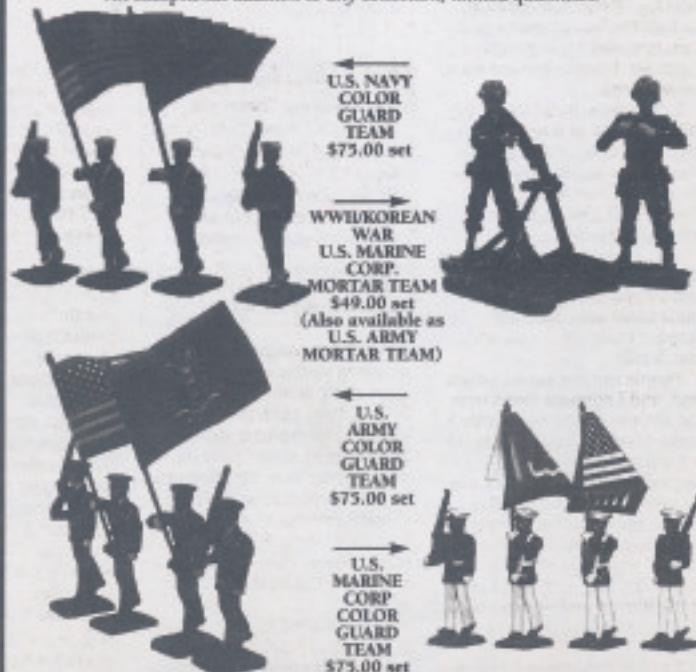 U.S. NAVY
COLOR
GUARD
TEAM
$75.00 set
WWII/KOREAN
WAR
U.S. MARINE
CORP.
MORTAR TEAM
$49.00 set
(Also available as
U.S. ARMY
MORTAR TEAM)
U.S.
ARMY
COLOR
GUARD
TEAM
$75.00 set
U.S.
MARINE
CORP
COLOR
GUARD
TEAM
$75.00 set